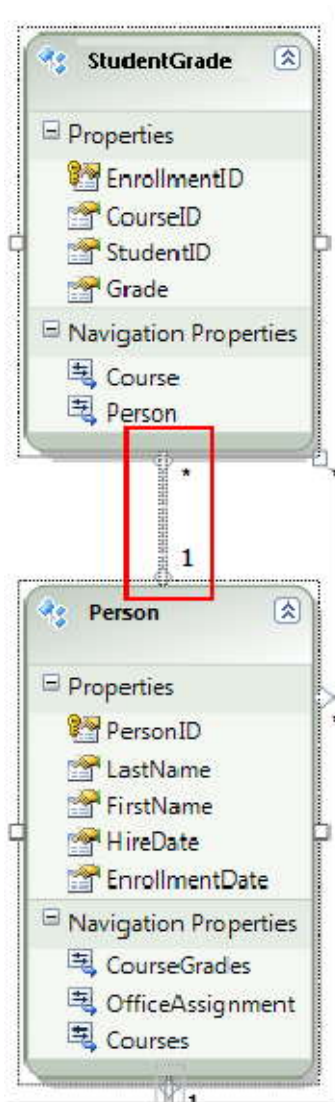 StudentGrade
Properties
EnrollmentID
CourseID
StudentID
Grade
Navigation Properties
Course
Person
*
*
1
Person
Properties
PersonID
*
LastName
FirstName
HireDate
EnrollmentDate
Navigation Properties
CourseGrades
OfficeAssignment
Courses
1